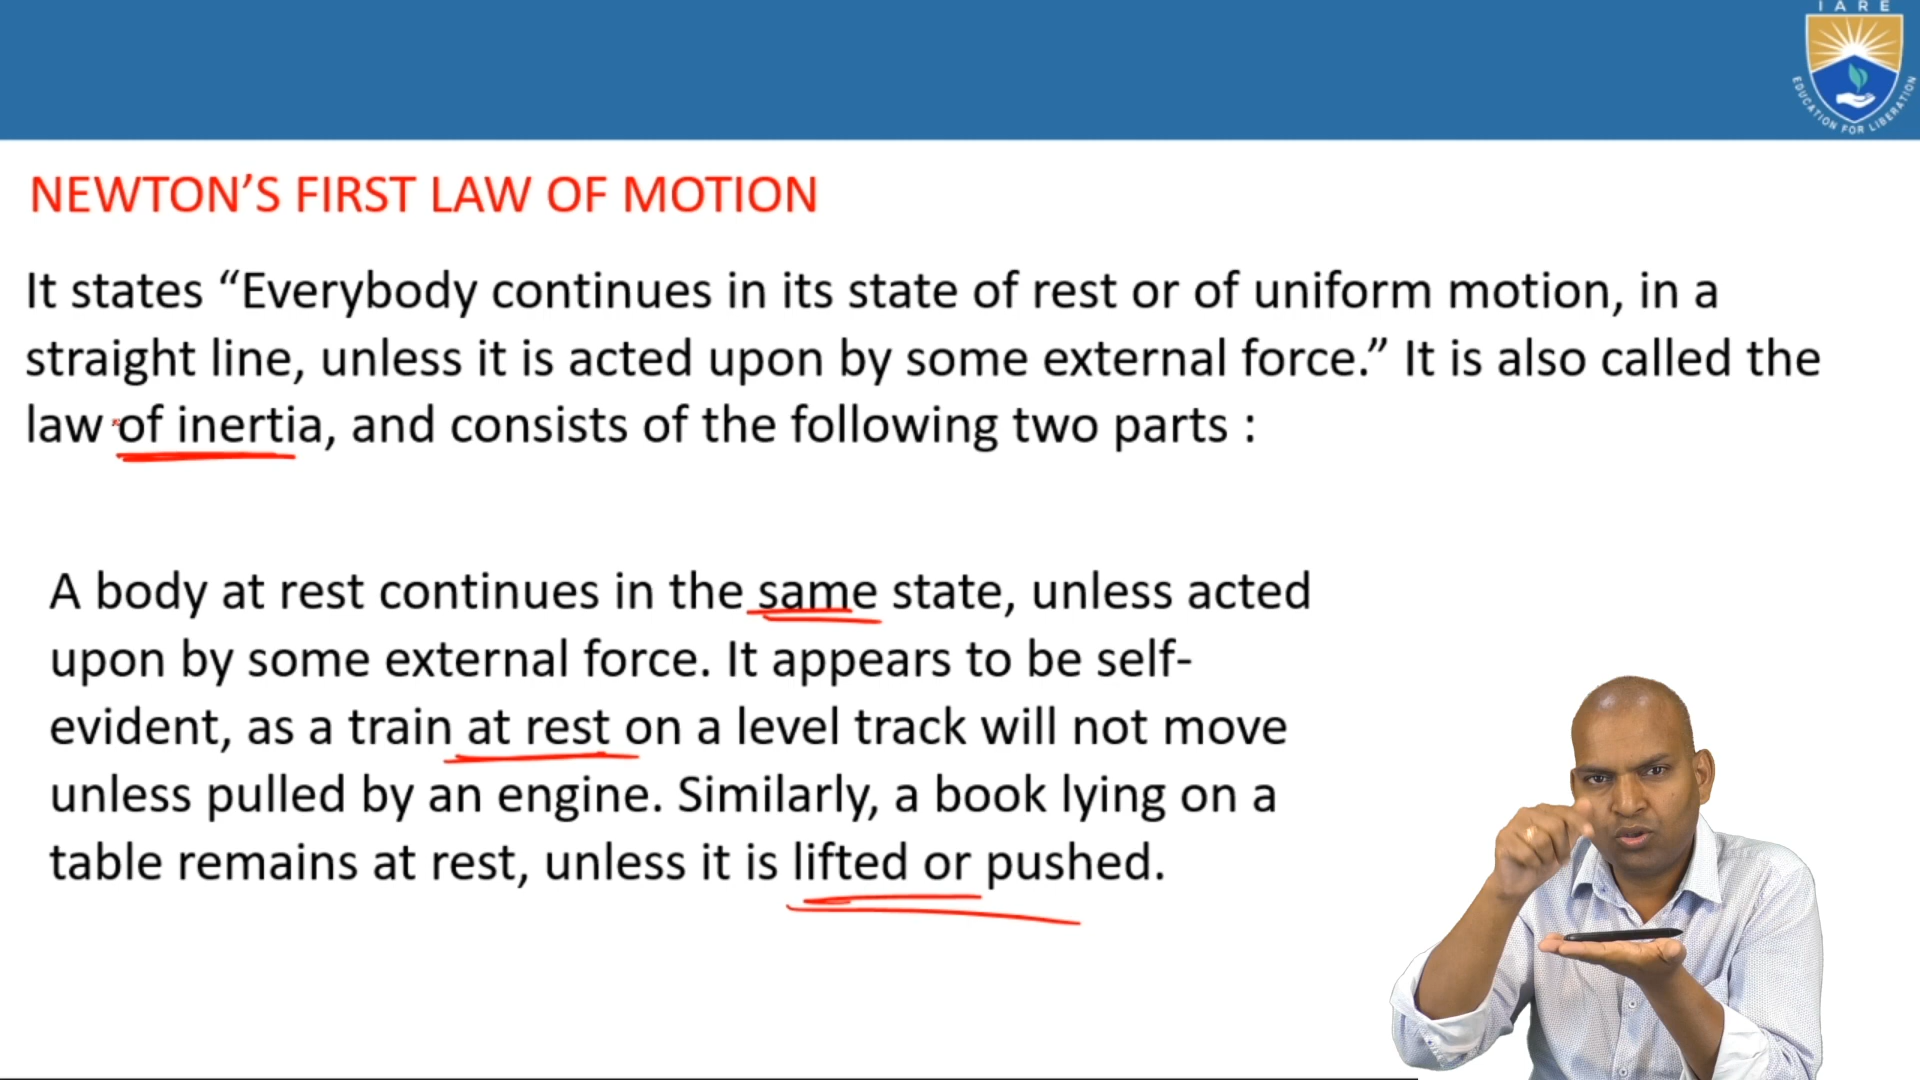 IARE
EDUCATION FOR LIBERATION
NEWTON’S FIRST LAW OF MOTION
It states “Everybody continues in its state of rest or of uniform motion, in a
straight line, unless it is acted upon by some external force.” It is also called the
law of inertia, and consists of the following two parts :
A body at rest continues in the same state, unless acted
upon by some external force. It appears to be self-
evident, as a train at rest on a level track will not move
unless pulled by an engine. Similarly, a book lying on a
table remains at rest, unless it is lifted or pushed.